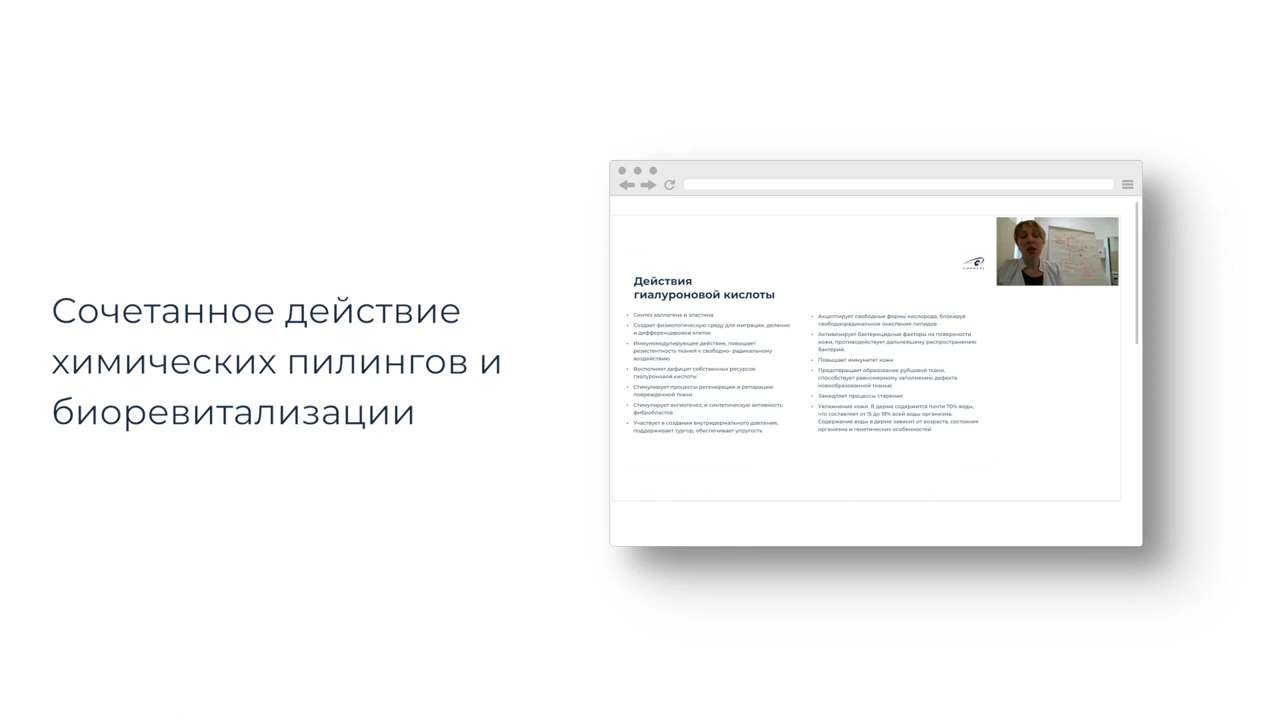 Сочетанное действие
химических пилингов и
биоревитализации
Действия
гиалуроновой кислоты
• Синтез коллагена и эластина
• Создает физиологическую среду для миграции, деления
и дифференцировки клеток
• Иммуномодулирующее действие, повышает
резистентность тканей к свободно- радикальному
воздействию
• Восполняет дефицит собственных ресурсов
гиалуроновой кислоты
• Стимулирует процессы регенерации и репарацию
поврежденной ткани
• Стимулирует ангиогенез, и синтетическую активность
фибробластов
• Участвует в создании внутридермального давления,
поддерживает тургор, обеспечивает упругость
• Акцептирует свободные формы кислорода, блокируя
свободнорадикальное окисления липидов
• Активизирует бактерицидные факторы на поверхности
кожи, противодействует дальнейшему распространению
бактерий.
• Повышает иммунитет кожи
• Предотвращает образование рубцовой ткани,
способствует равномерному заполнению дефекта
новообразованной тканью
• Замедляет процессы старения
• Увлажнение кожи. В дерме содержится почти 70% воды,
что составляет от 15 до 18% всей воды организма.
Содержание воды в дерме зависит от возраста, состояния
организма и генетических особенностей